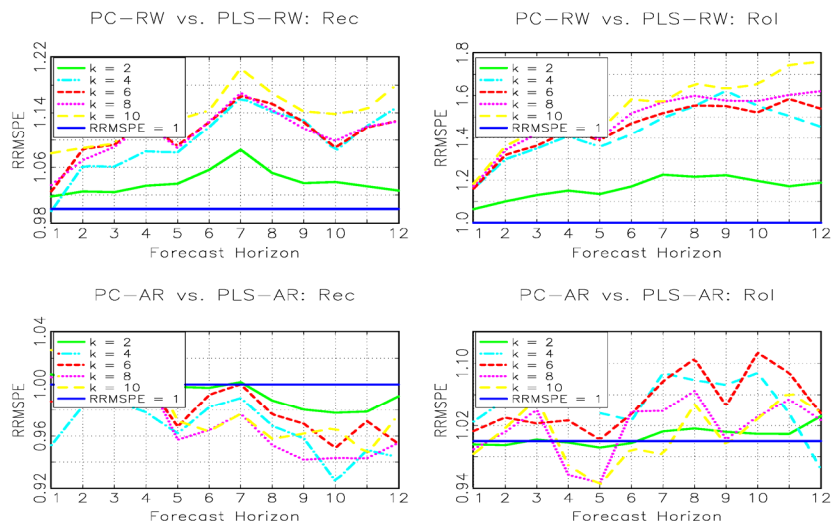 PC-RW vs. PLS-RW: Rec
RRMSPE
0.98 1.06 1.14 1.22
k = 2
k = 4
k = 6
k = 8
k = 10
RRMSPE = 1
1 2 3 4 5 6 7 8 9 10 12
Forecast Horizon
PC-RW vs. PLS-RW: Rol
RRMSPE
1.0 1.2 1.4 1.6 1.8
k = 2
k = 4
k = 6
k = 8
k = 10
RRMSPE = 1
1 2 3 4 5 6 7 8 9 10 12
Forecast Horizon
PC-AR vs. PLS-AR: Rec
RRMSPE
0.92 0.96 1.00 1.04
k = 2
k = 4
k = 6
k = 8
k = 10
RRMSPE = 1
1 2 3 4 5 6 7 8 9 10 12
Forecast Horizon
PC-AR vs. PLS-AR: Rol
RRMSPE
0.94 1.02 1.10
k = 2
k = 4
k = 6
k = 8
k = 10
RRMSPE = 1
1 2 3 4 5 6 7 8 9 10 12
Forecast Horizon